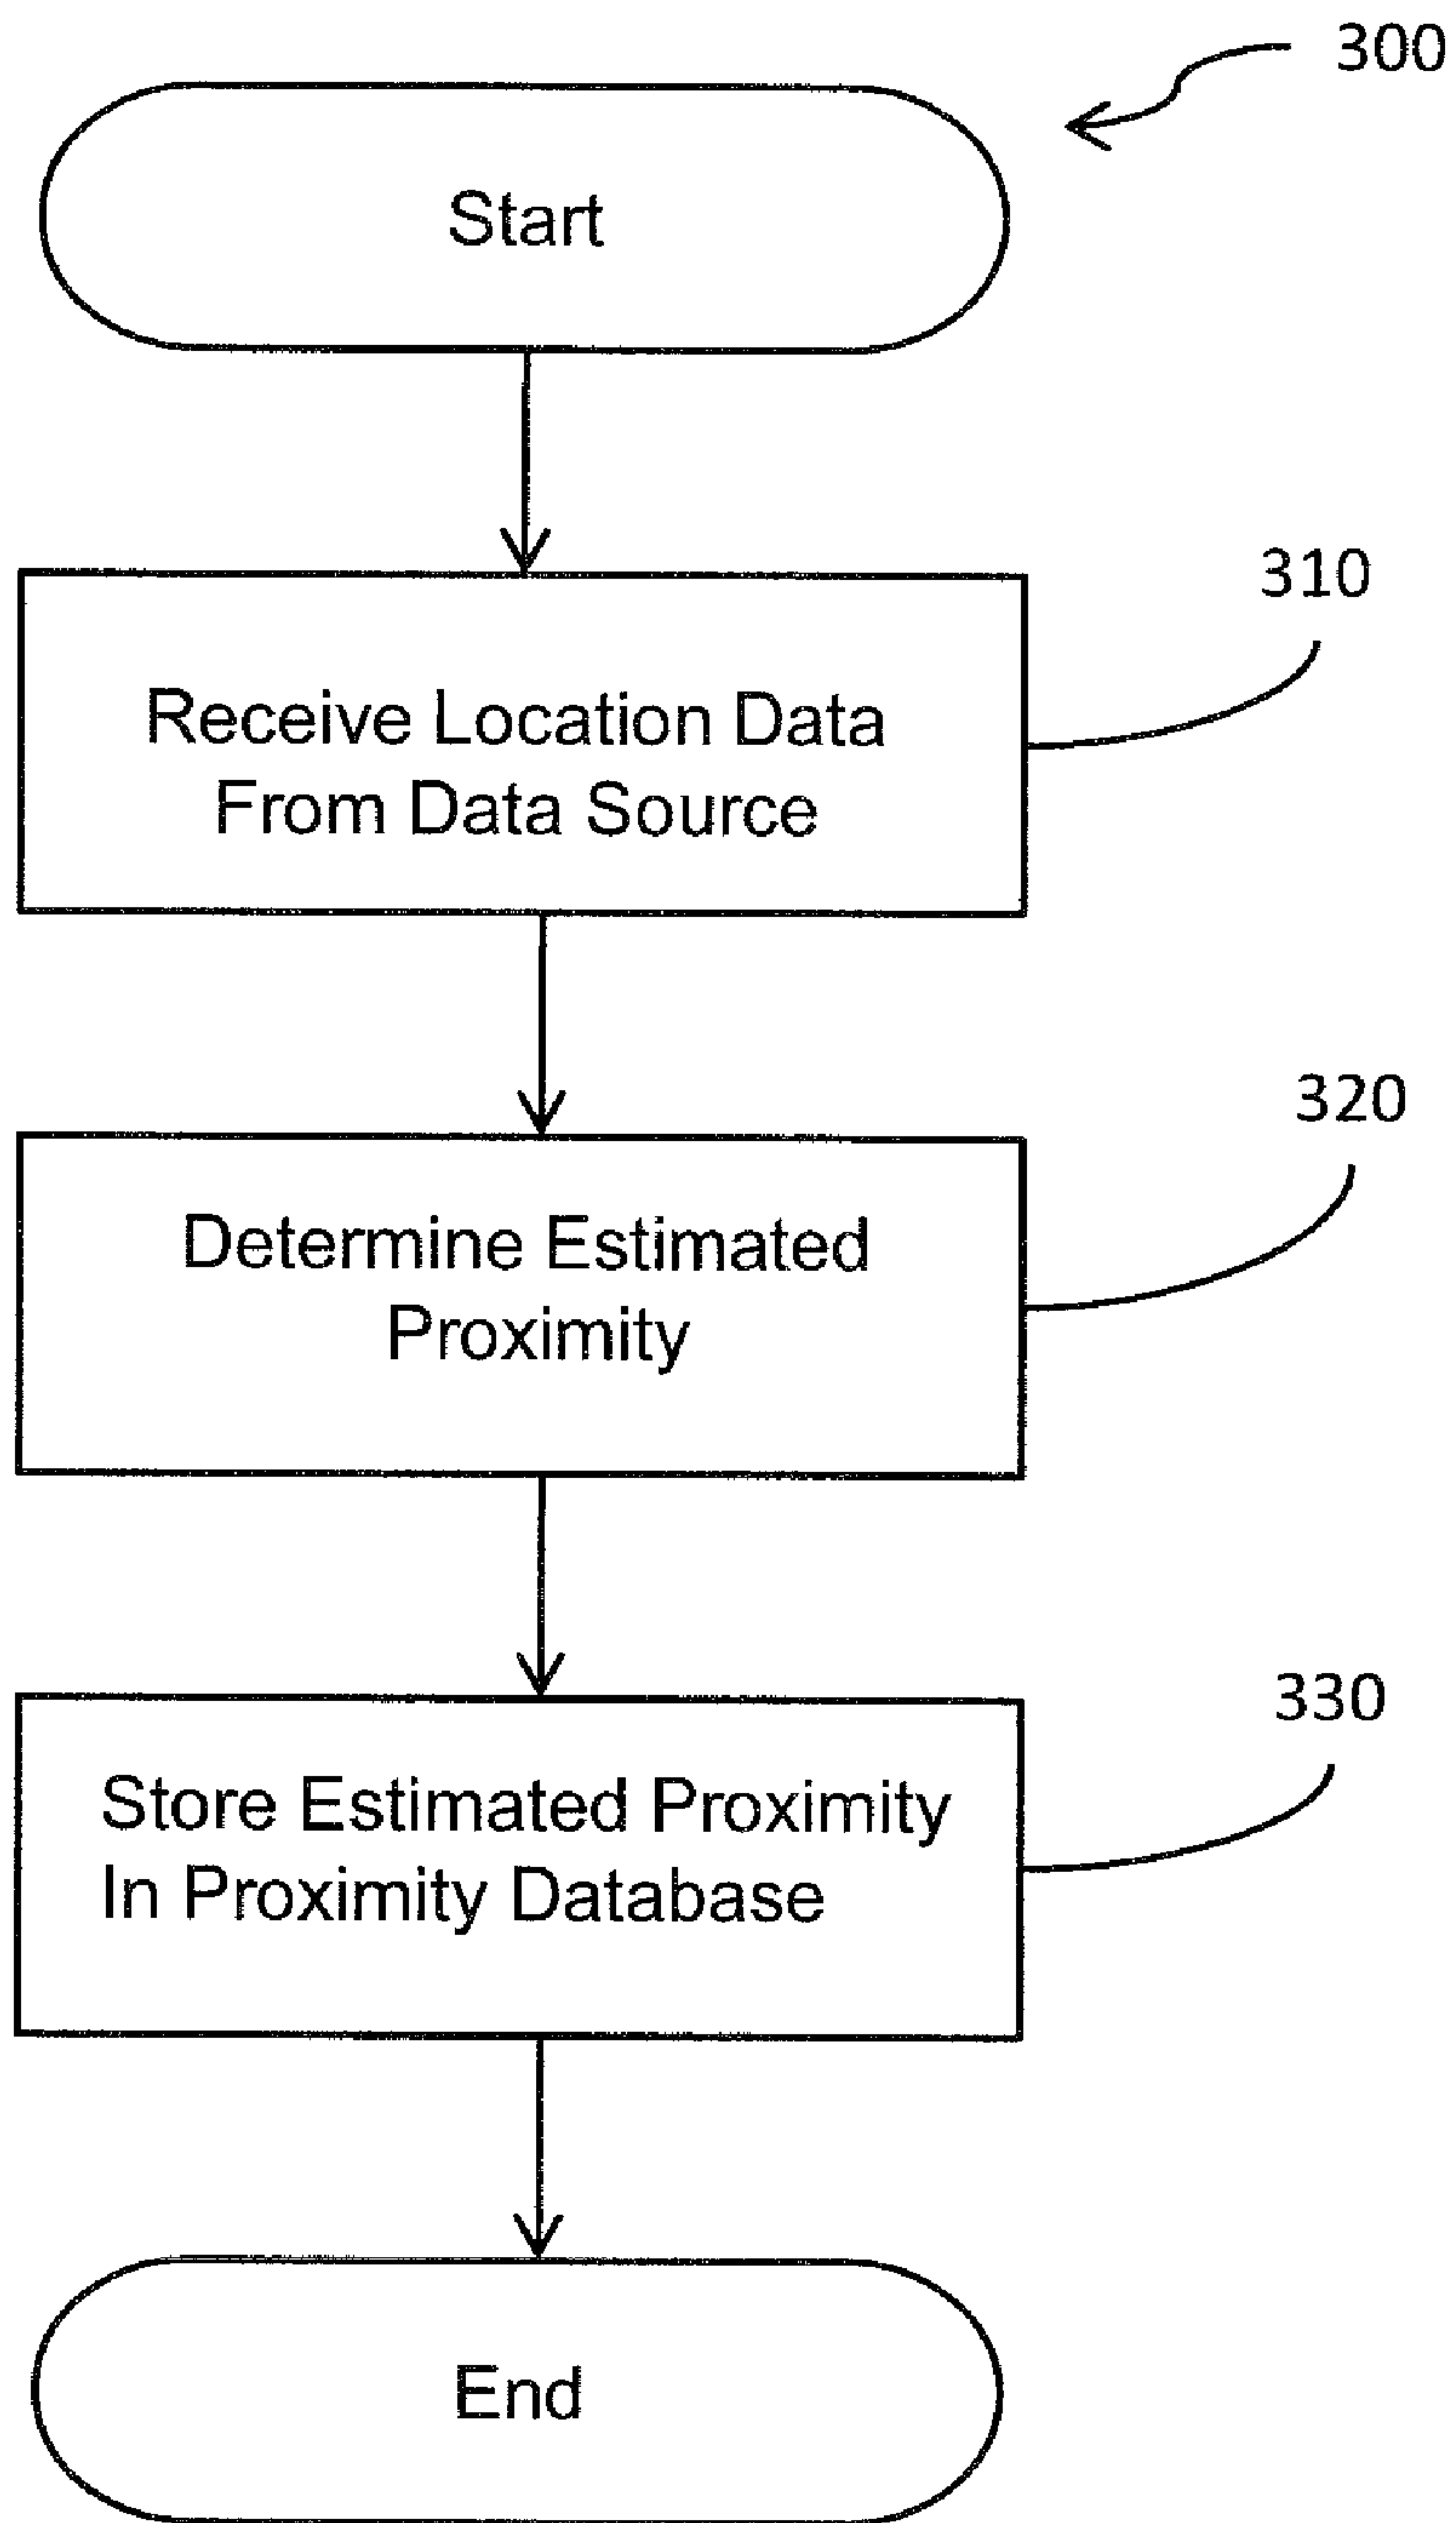 300
Start
310
Receive Location Data
From Data Source
320
Determine Estimated
Proximity
330
Store Estimated Proximity
In Proximity Database
End